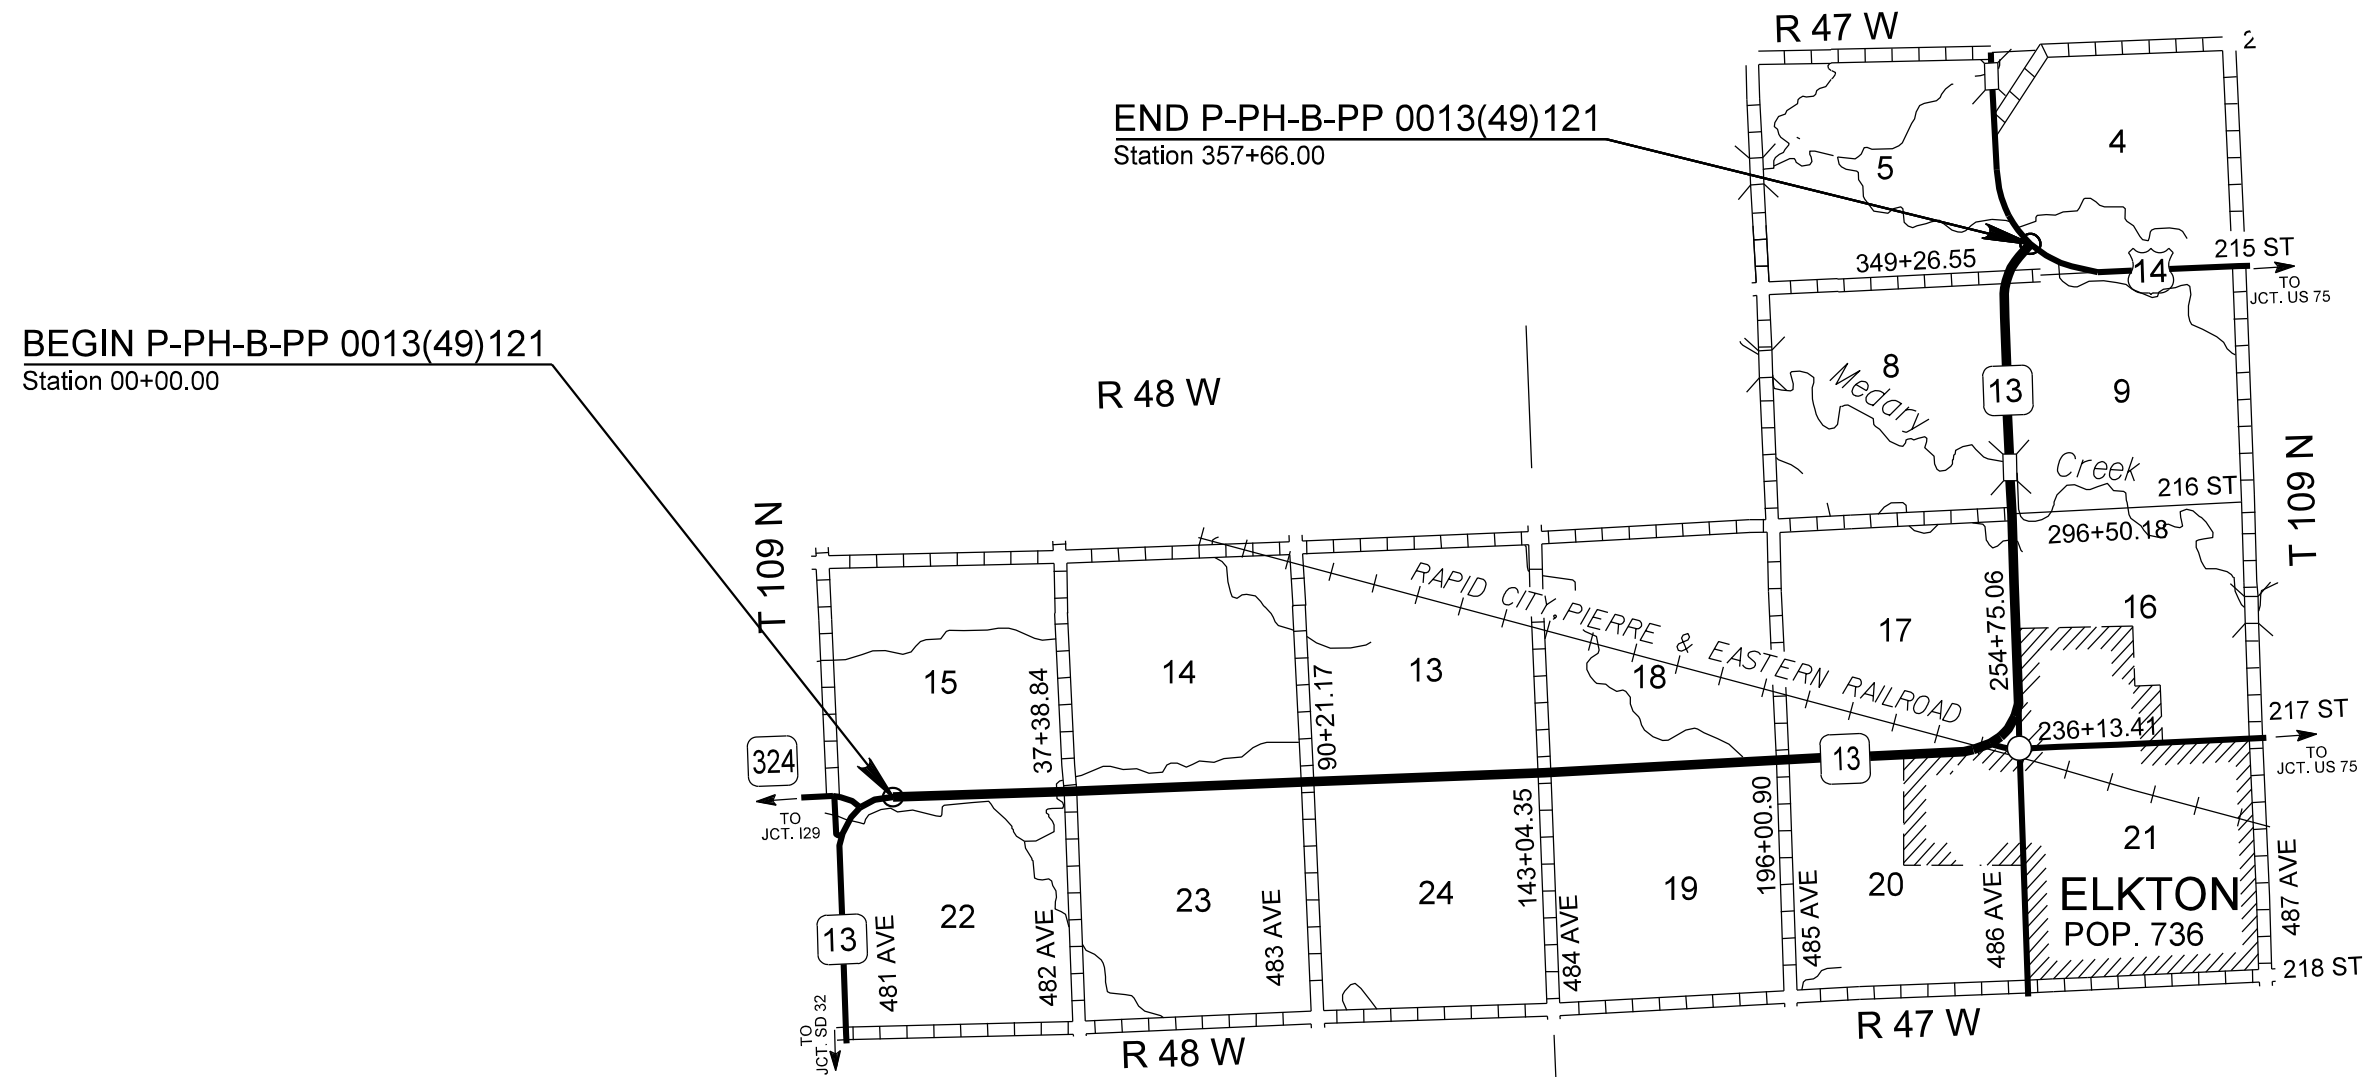 R 47 W
2
END P-PH-B-PP 0013(49)121
Station 357+66.00
4
5
215 ST
349+26.55
14
TO
JCT. US 75
BEGIN P-PH-B-PP 0013(49)121
Station 00+00.00
R 48 W
8
Medary
13
9
T 109 N
Creek
216 ST
T 109 N
296+50.18
RAPID CITY, PIERRE & EASTERN RAILROAD
254+75.06
16
17
15
14
13
18
37+38.84
90+21.17
217 ST
236+13.41
TO
JCT. US 75
324
13
TO
JCT. I29
143+04.35
196+00.90
21
22
23
24
19
20
ELKTON
POP. 736
13
481 AVE
482 AVE
483 AVE
484 AVE
485 AVE
486 AVE
487 AVE
218 ST
TO
JCT. SD 32
R 48 W
R 47 W